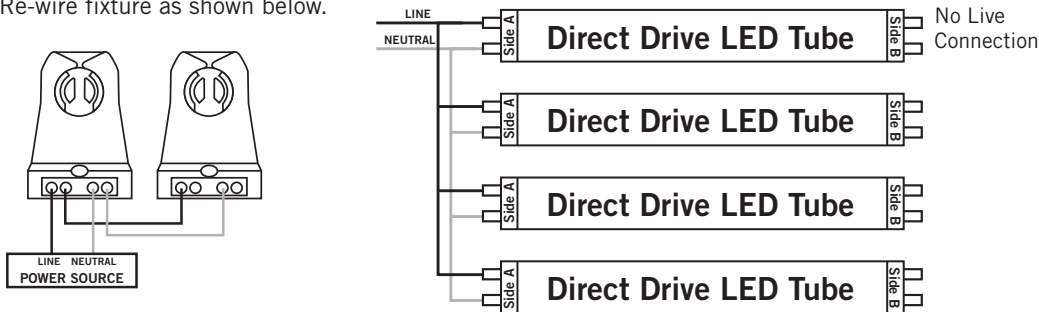 Re-wire fixture as shown below.
LINE NEUTRAL
POWER SOURCE
LINE
NEUTRAL
Side A
Direct Drive LED Tube
Side B
No Live
Connection
Side A
Direct Drive LED Tube
Side B
Side A
Direct Drive LED Tube
Side B
Side A
Direct Drive LED Tube
Side B